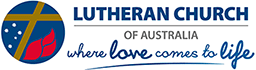 LUTHERAN CHURCH
OF AUSTRALIA
where love comes to life